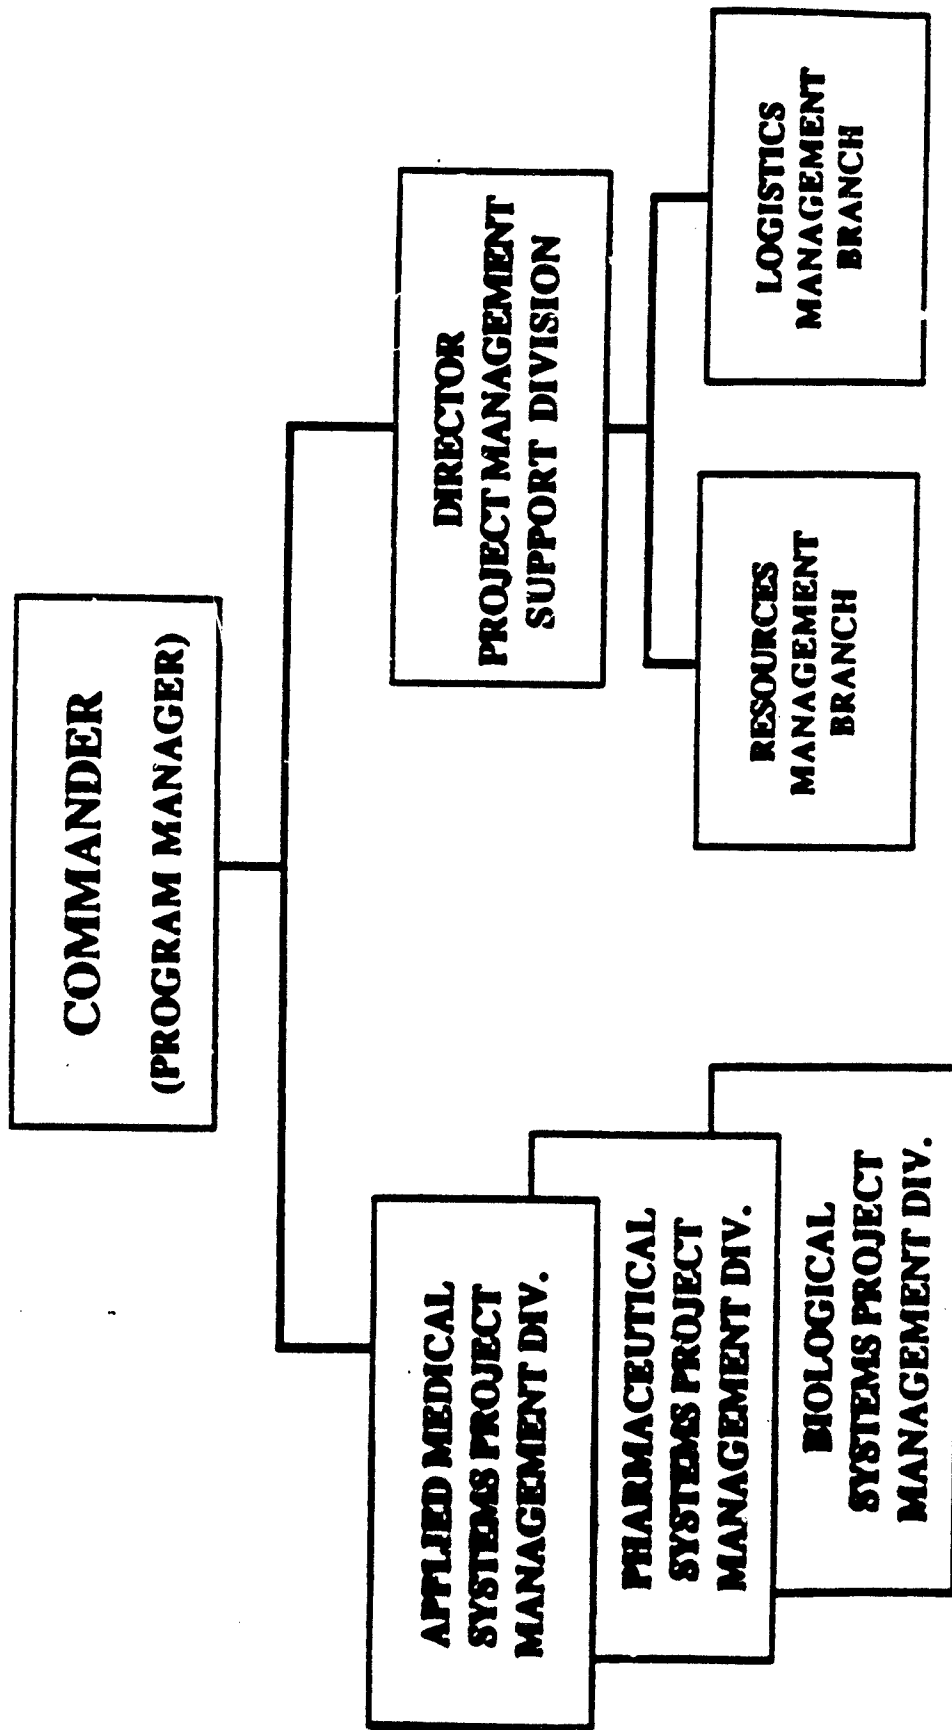 COMMANDER
(PROGRAM MANAGER)
APPLIED MEDICAL
SYSTEMS PROJECT
MANAGEMENT DIV.
PHARMACEUTICAL
SYSTEMS PROJECT
MANAGEMENT DIV.
BIOLOGICAL
SYSTEMS PROJECT
MANAGEMENT DIV.
DIRECTOR
PROJECT MANAGEMENT
SUPPORT DIVISION
RESOURCES
MANAGEMENT
BRANCH
LOGISTICS
MANAGEMENT
BRANCH